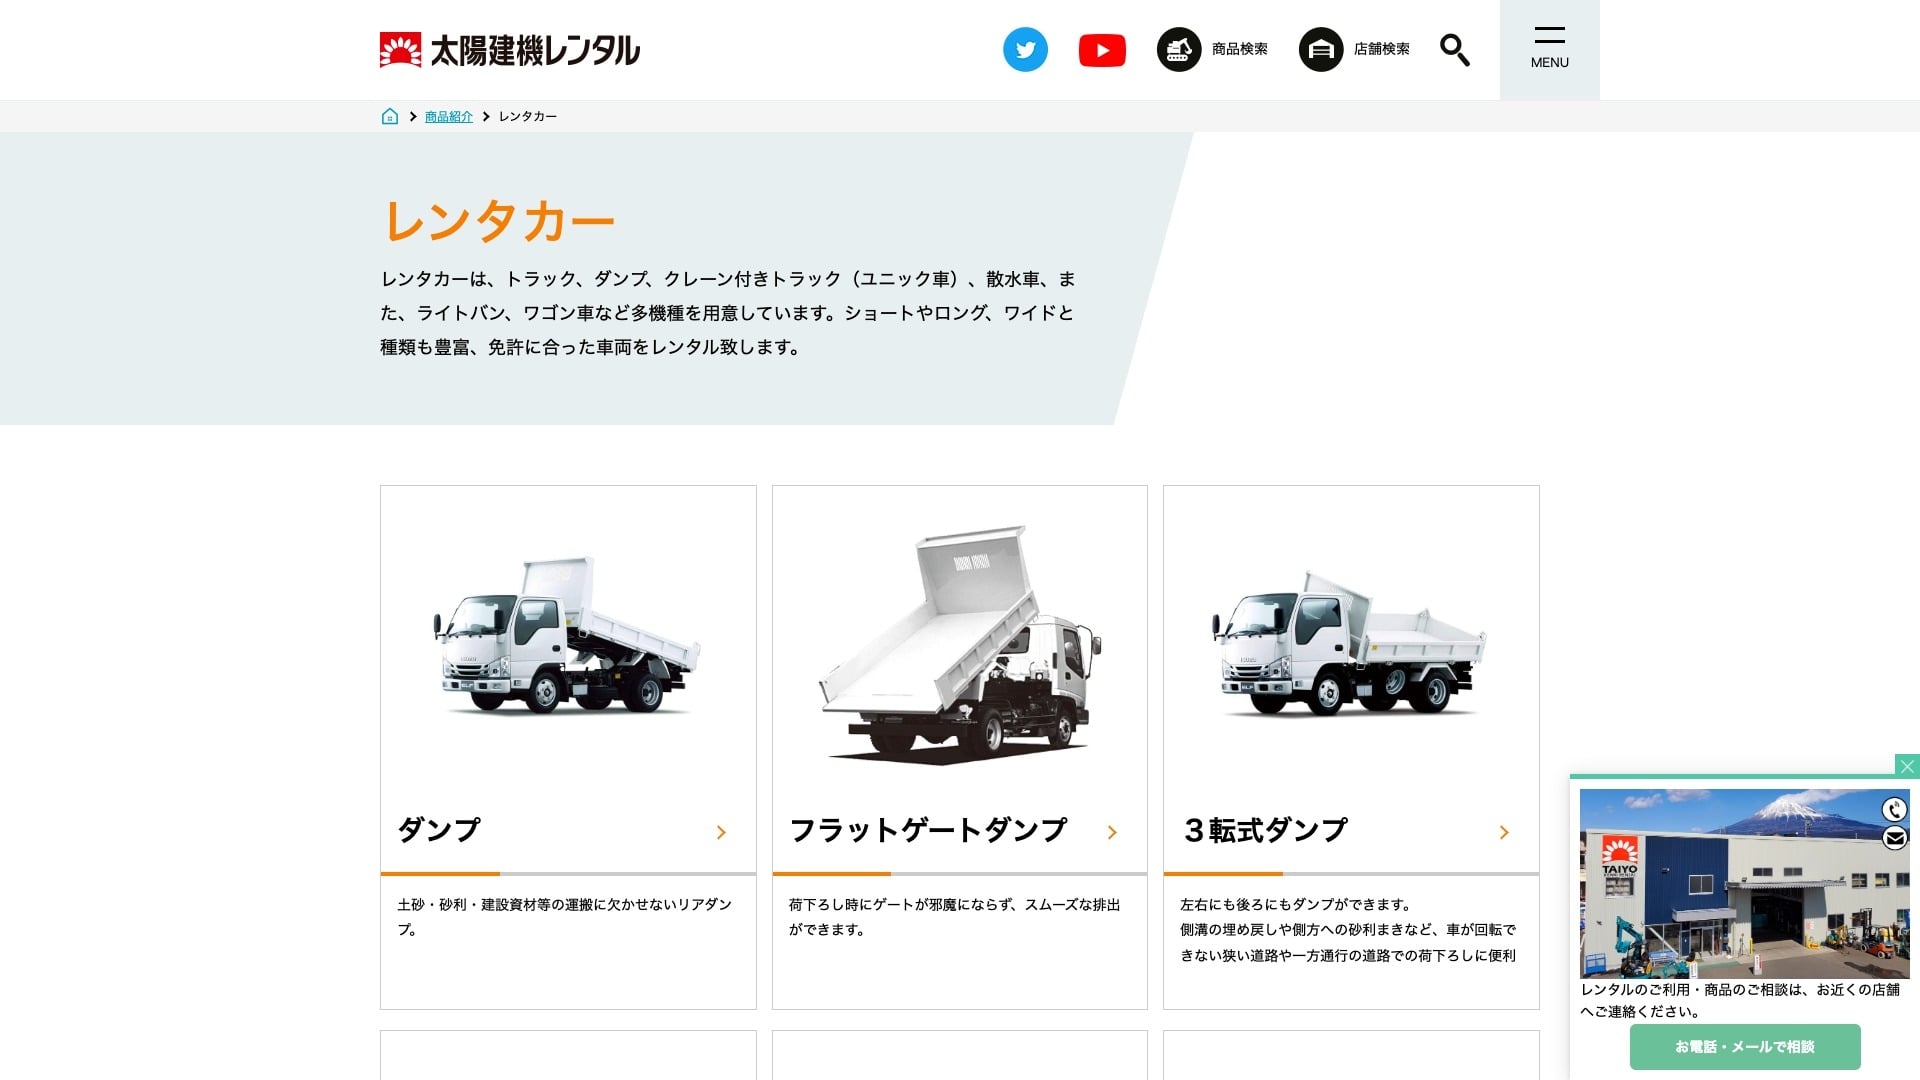 太陽建機レンタル
商品検索
店舗検索
MENU
商品紹介
レンタカー
レンタカー
レンタカーは、トラック、ダンプ、クレーン付きトラック（ユニック車）、散水車、ま
た、ライトバン、ワゴン車など多機種を用意しています。ショートやロング、ワイドと
種類も豊富、免許に合った車両をレンタル致します。
ダンプ
フラットゲートダンプ
３転式ダンプ
土砂・砂利・建設資材等の運搬に欠かせないリアダン
プ。
荷下ろし時にゲートが邪魔にならず、スムーズな排出
ができます。
左右にも後ろにもダンプができます。
側溝の埋め戻しや側方への砂利まきなど、車が回転で
きない狭い道路や一方通行の道路での荷下ろしに便利
TAIYO
レンタルのご利用・商品のご相談は、お近くの店舗
へご連絡ください。
お電話・メールで相談